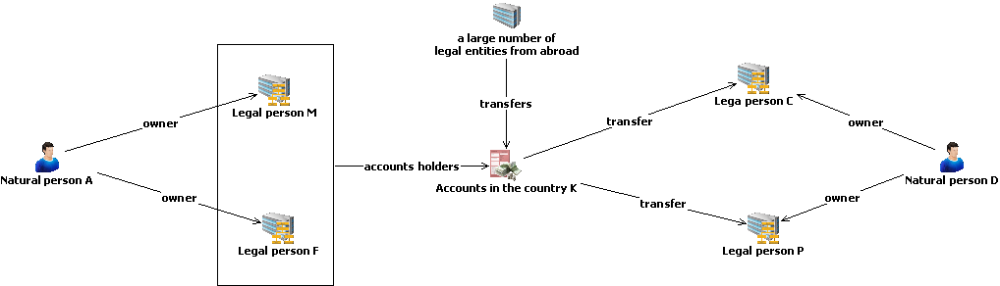 a large number of
legal entities from abroad
Legal person M
Lega person C
transfers
transfer
owner
owner
Natural person A
accounts holders
Accounts in the country K
Natural person D
owner
transfer
owner
Legal person F
Legal person P